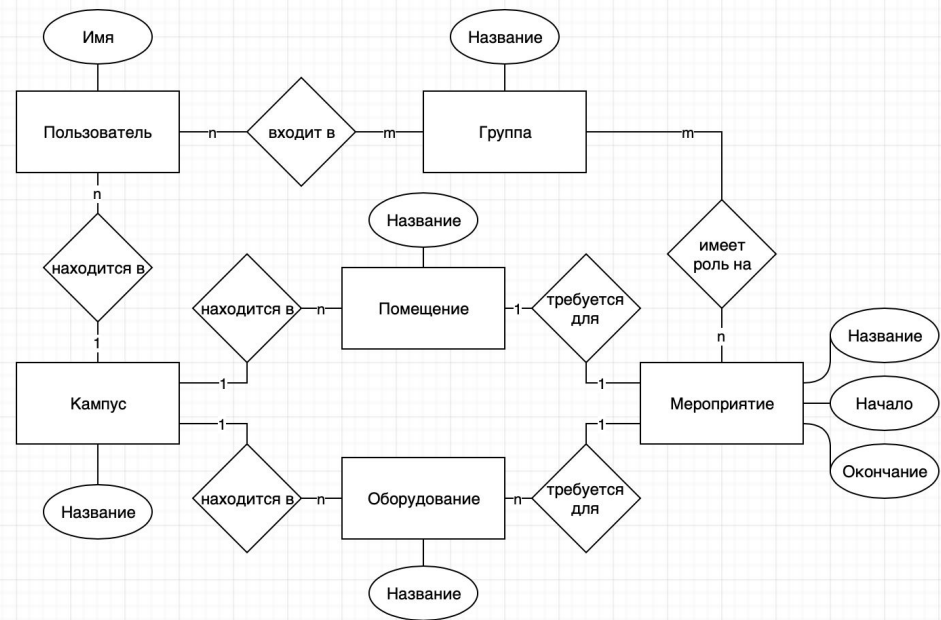 Имя
Название
Пользователь
n
входит в
m
Группа
m
n
Название
находится в
имеет
роль на
находится в
n
Помещение
1
требуется
для
1
n
Название
1
1
Кампус
Мероприятие
Начало
1
1
Окончание
находится в
n
Оборудование
n
требуется
для
Название
Название